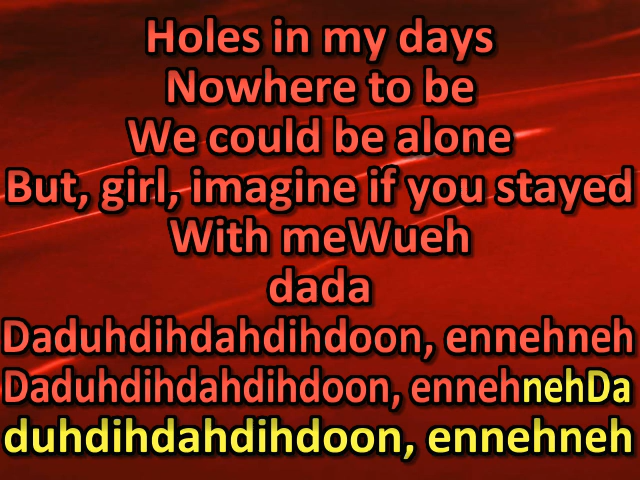 Holes in my days
Nowhere to be
We could be alone
But, girl, imagine if you stayed
With meWueh
dada
Daduhdihdahdihdoon, ennehneh
Daduhdihdahdihdoon, ennehnehDa
duhdihdahdihdoon, ennehneh